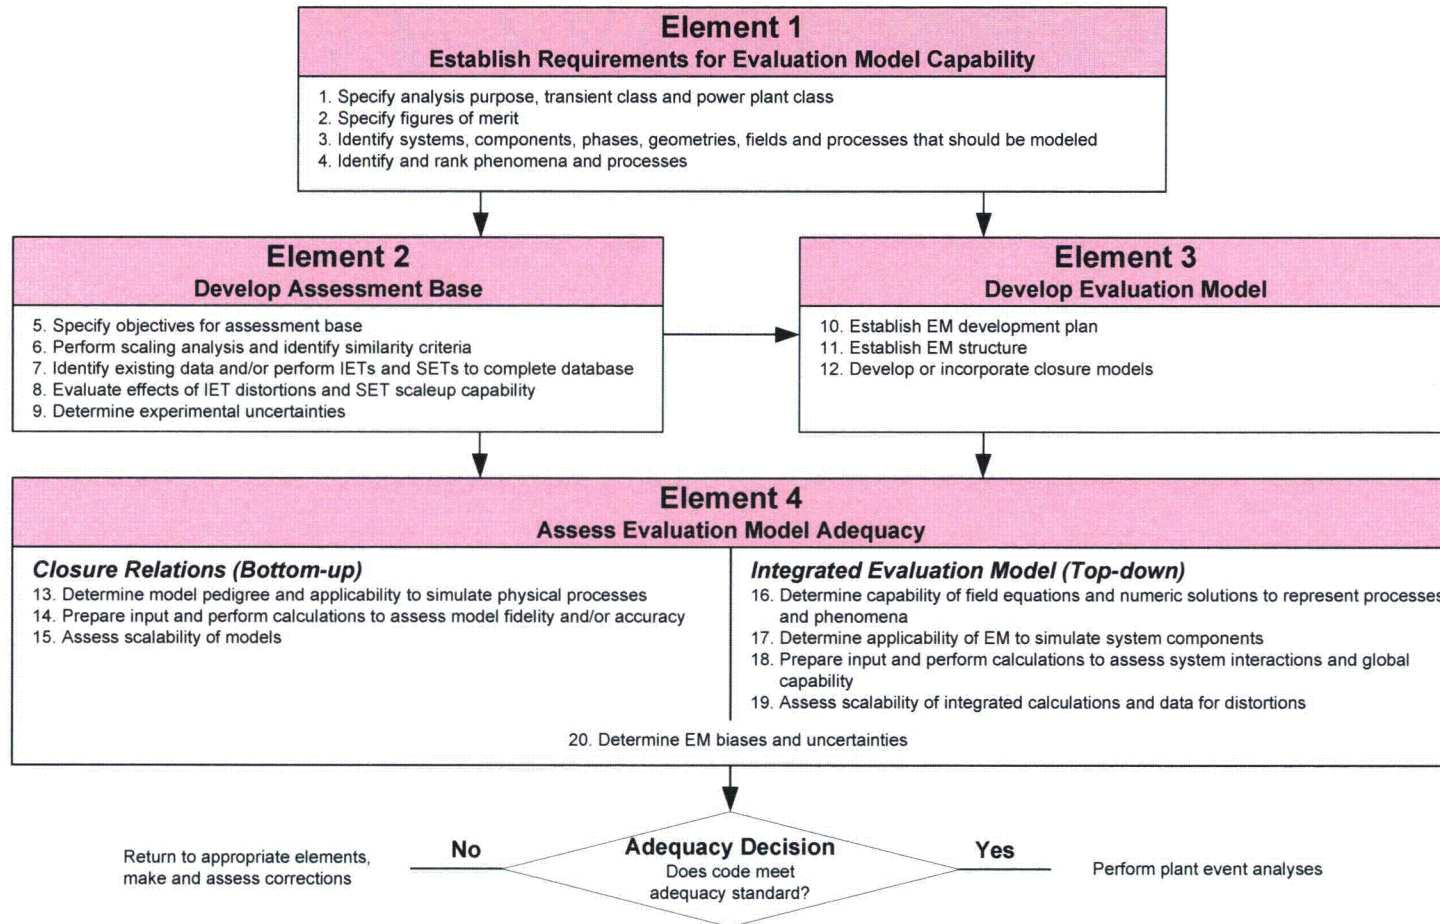 Element 1
Establish Requirements for Evaluation Model Capability
1. Specify analysis purpose, transient class and power plant class
2. Specify figures of merit
3. Identify systems, components, phases, geometries, fields and processes that should be modeled
4. Identify and rank phenomena and processes
Element 2
Develop Assessment Base
5. Specify objectives for assessment base
6. Perform scaling analysis and identify similarity criteria
7. Identify existing data and/or perform IETs and SETs to complete database
8. Evaluate effects of IET distortions and SET scaleup capability
9. Determine experimental uncertainties
Element 3
Develop Evaluation Model
10. Establish EM development plan
11. Establish EM structure
12. Develop or incorporate closure models
Element 4
Assess Evaluation Model Adequacy
Closure Relations (Bottom-up)
13. Determine model pedigree and applicability to simulate physical processes
14. Prepare input and perform calculations to assess model fidelity and/or accuracy
15. Assess scalability of models
Integrated Evaluation Model (Top-down)
16. Determine capability of field equations and numeric solutions to represent processes
and phenomena
17. Determine applicability of EM to simulate system components
18. Prepare input and perform calculations to assess system interactions and global
capability
19. Assess scalability of integrated calculations and data for distortions
20. Determine EM biases and uncertainties
Adequacy Decision
Does code meet
adequacy standard?
No
Return to appropriate elements,
make and assess corrections
Yes
Perform plant event analyses